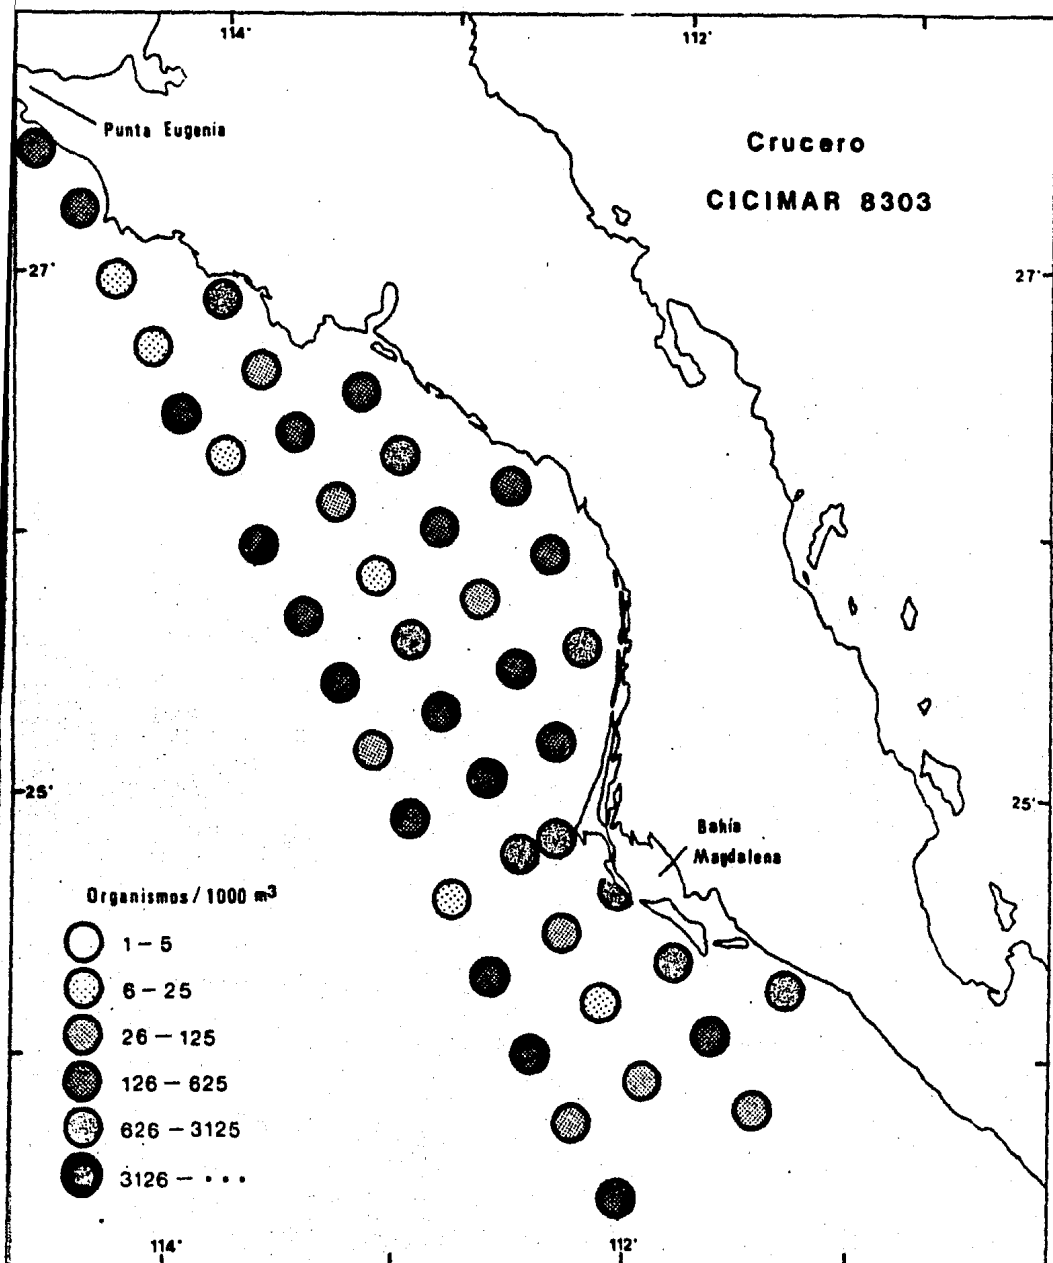 114°
112°
Punta Eugenia
Crucero
CICIMAR 8303
27°
27°
25°
25°
Bahía
Magdalena
Organismos / 1000 m³
1 – 5
6 – 25
26 – 125
126 – 625
626 – 3125
3126 – · · ·
114°
112°